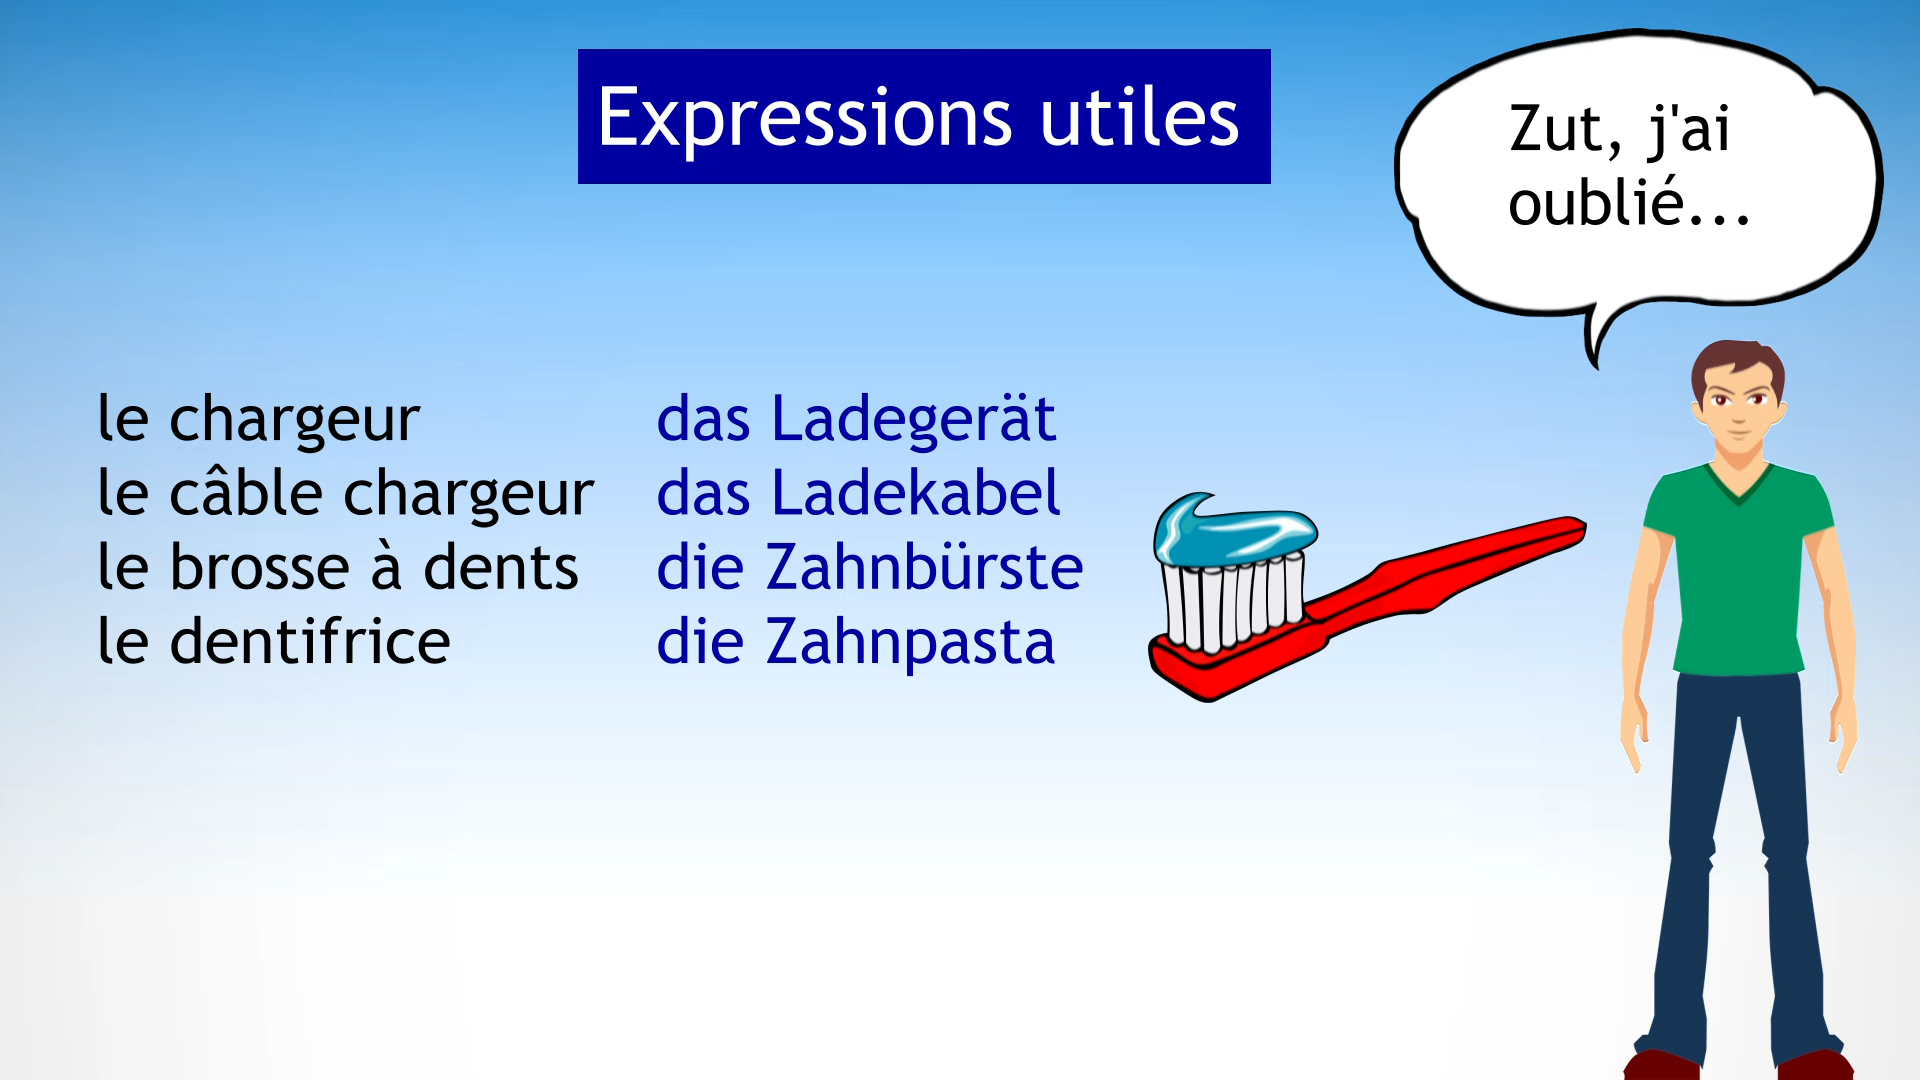 Expressions utiles
Zut, j'ai
oublié...
le chargeur das Ladegerät
le câble chargeur das Ladekabel
le brosse à dents die Zahnbürste
le dentifrice die Zahnpasta